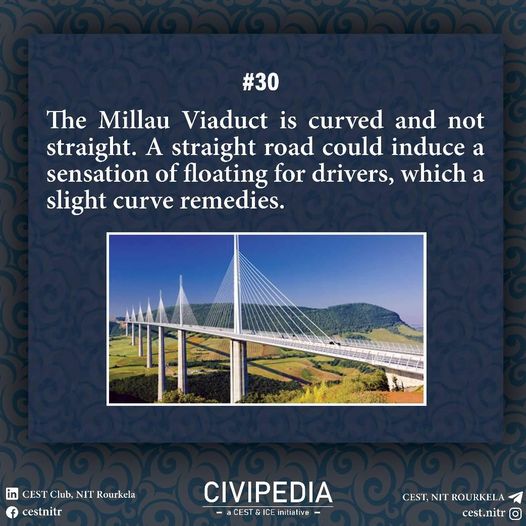 #30
The Millau Viaduct is curved and not
straight. A straight road could induce a
sensation of floating for drivers, which a
slight curve remedies.
CEST Club, NIT Rourkela
cestnitr
CIVIPEDIA
– a CEST & ICE initiative –
CEST, NIT ROURKELA
cest.nitr